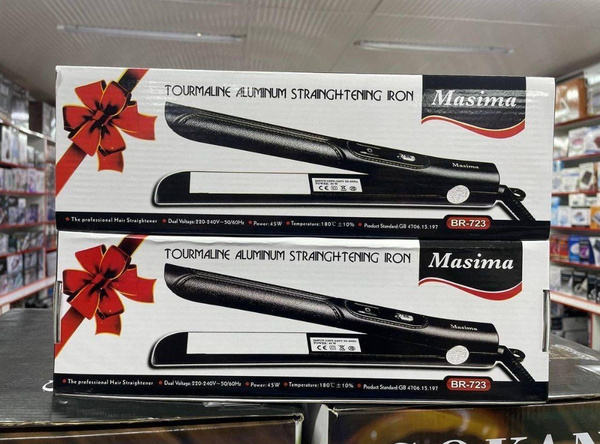 TOURMALINE ALUMINUM STRAINGHTENING IRON
Masima
Masima
• The professional Hair Straightener • Dual Voltage:220-240V~50/60Hz • Power:45W • Temperature:180℃ ±10% • Product Standard:GB 4706.15.197
BR-723
TOURMALINE ALUMINUM STRAINGHTENING IRON
Masima
Masima
• The professional Hair Straightener • Dual Voltage:220-240V~50/60Hz • Power:45W • Temperature:180℃ ±10% • Product Standard:GB 4706.15.197
BR-723